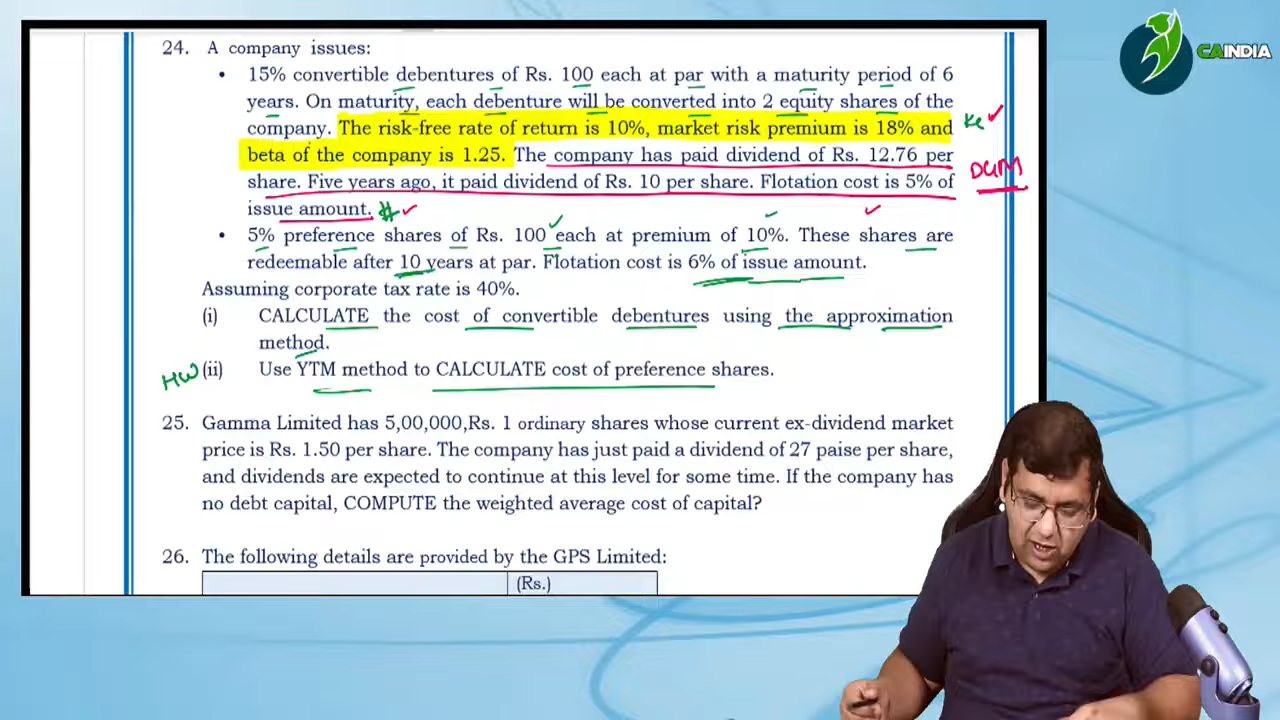 CAINDIA
24. A company issues:
• 15% convertible debentures of Rs. 100 each at par with a maturity period of 6
years. On maturity, each debenture will be converted into 2 equity shares of the
company. The risk-free rate of return is 10%, market risk premium is 18% and Ke
beta of the company is 1.25. The company has paid dividend of Rs. 12.76 per
share. Five years ago, it paid dividend of Rs. 10 per share. Flotation cost is 5% of DGM
issue amount. #
• 5% preference shares of Rs. 100 each at premium of 10%. These shares are
redeemable after 10 years at par. Flotation cost is 6% of issue amount.
Assuming corporate tax rate is 40%.
(i) CALCULATE the cost of convertible debentures using the approximation
method.
HW (ii) Use YTM method to CALCULATE cost of preference shares.
25. Gamma Limited has 5,00,000,Rs. 1 ordinary shares whose current ex-dividend market
price is Rs. 1.50 per share. The company has just paid a dividend of 27 paise per share,
and dividends are expected to continue at this level for some time. If the company has
no debt capital, COMPUTE the weighted average cost of capital?
26. The following details are provided by the GPS Limited:
(Rs.)